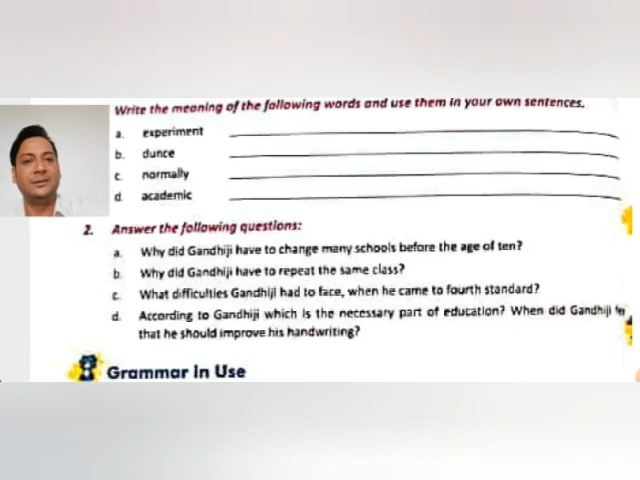 Write the meaning of the following words and use them in your own sentences.
a. experiment
b. dunce
c. normally
d. academic
2. Answer the following questions:
a. Why did Gandhiji have to change many schools before the age of ten?
b. Why did Gandhiji have to repeat the same class?
c. What difficulties Gandhiji had to face, when he came to fourth standard?
d. According to Gandhiji which is the necessary part of education? When did Gandhiji
that he should improve his handwriting?
Grammar in Use